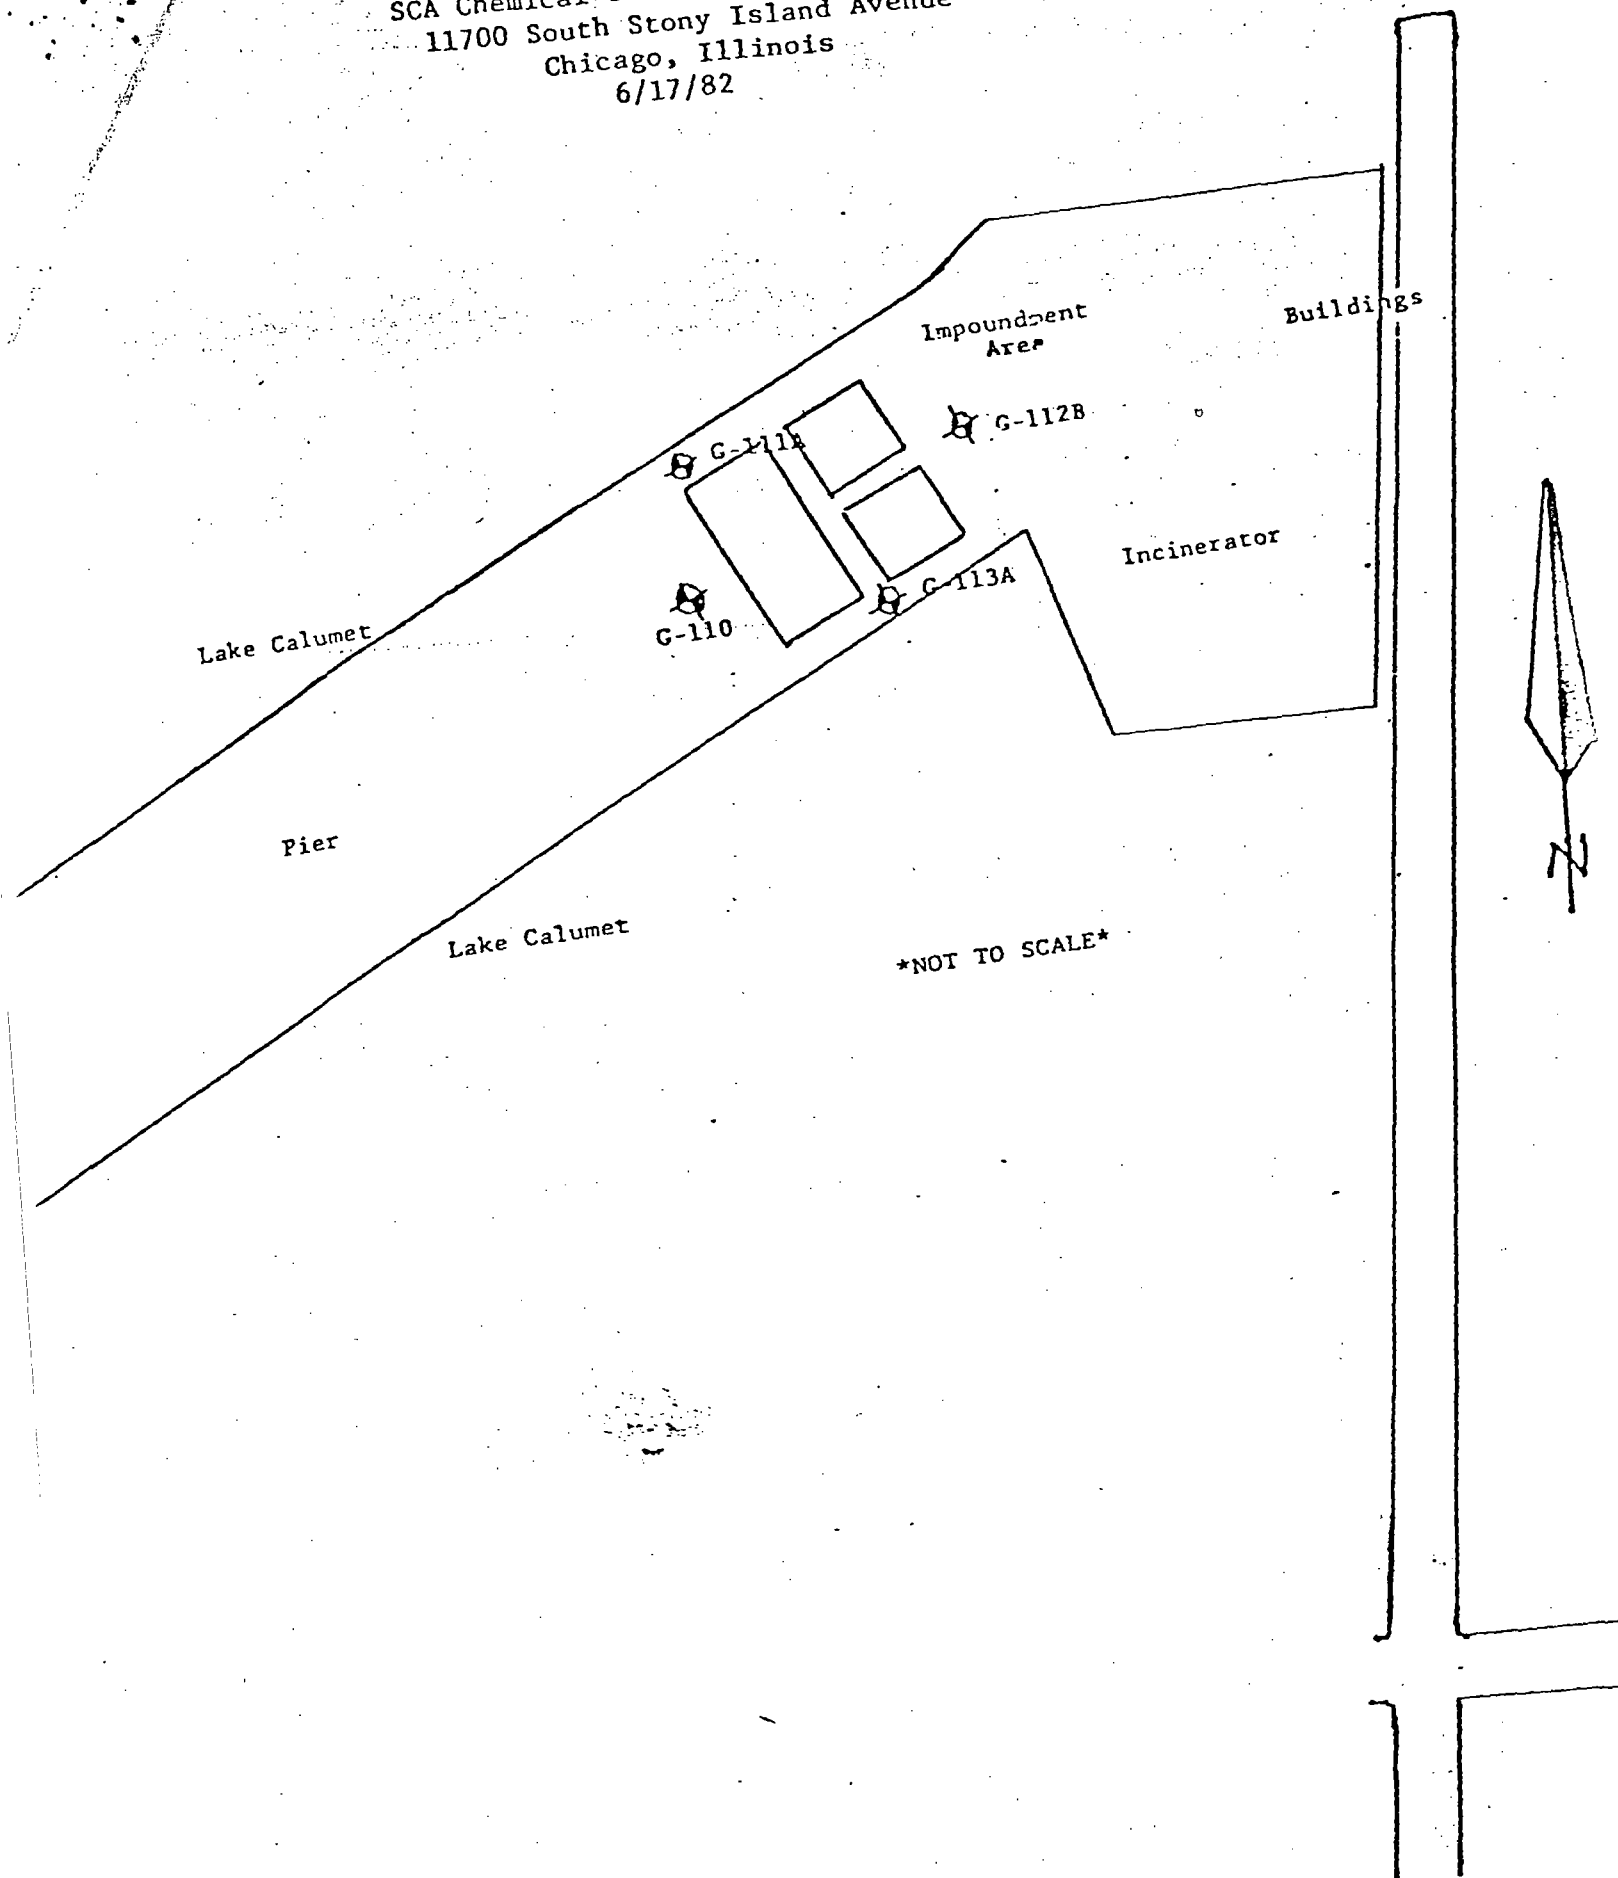 SCA Chemical
11700 South Stony Island Avenue
Chicago, Illinois
6/17/82
Impoundment
Area
Buildings
G-111A
G-112B
Incinerator
G-113A
G-110
Lake Calumet
Pier
N
Lake Calumet
*NOT TO SCALE*